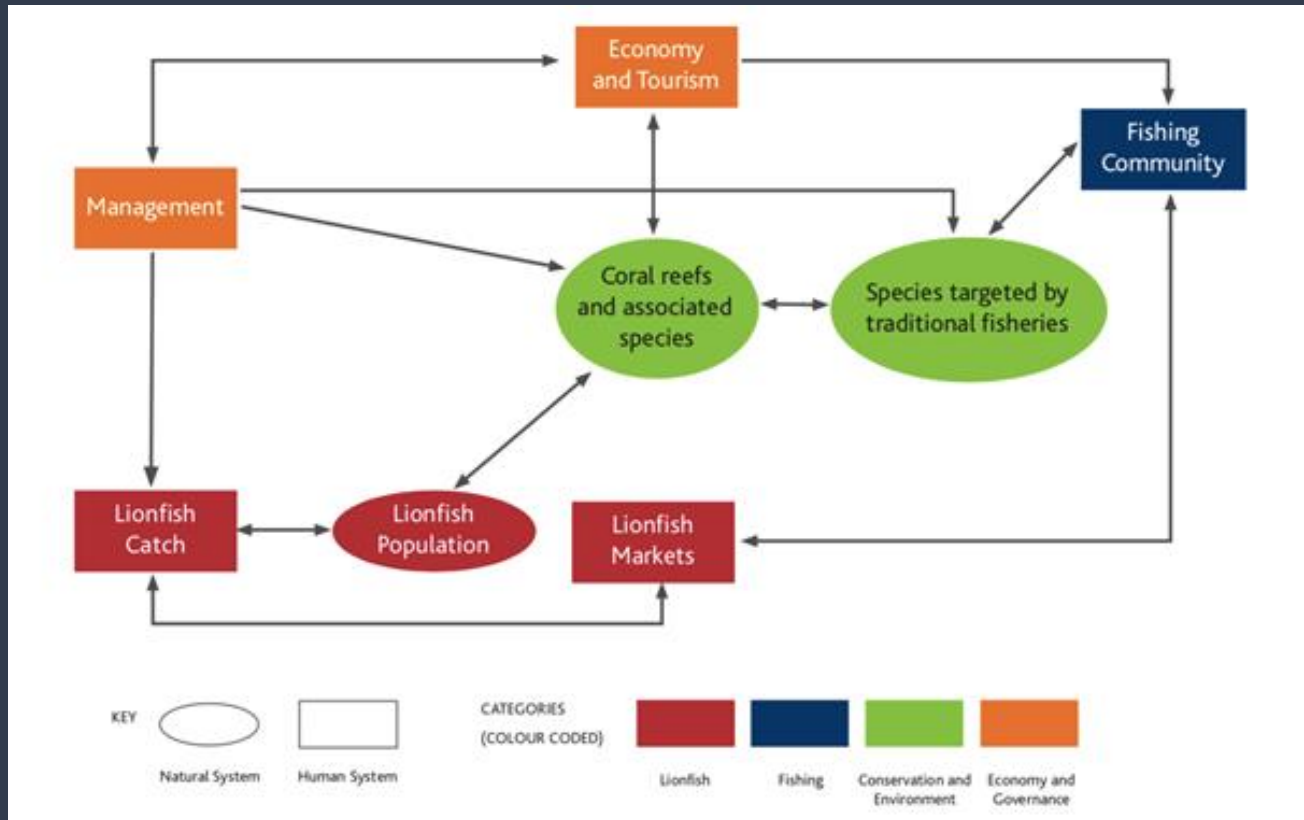 Economy
and Tourism
Fishing
Community
Management
Coral reefs
and associated
species
Species targeted by
traditional fisheries
Lionfish
Catch
Lionfish
Population
Lionfish
Markets
KEY
Natural System
Human System
CATEGORIES
(COLOUR CODED)
Lionfish
Fishing
Conservation and
Environment
Economy and
Governance